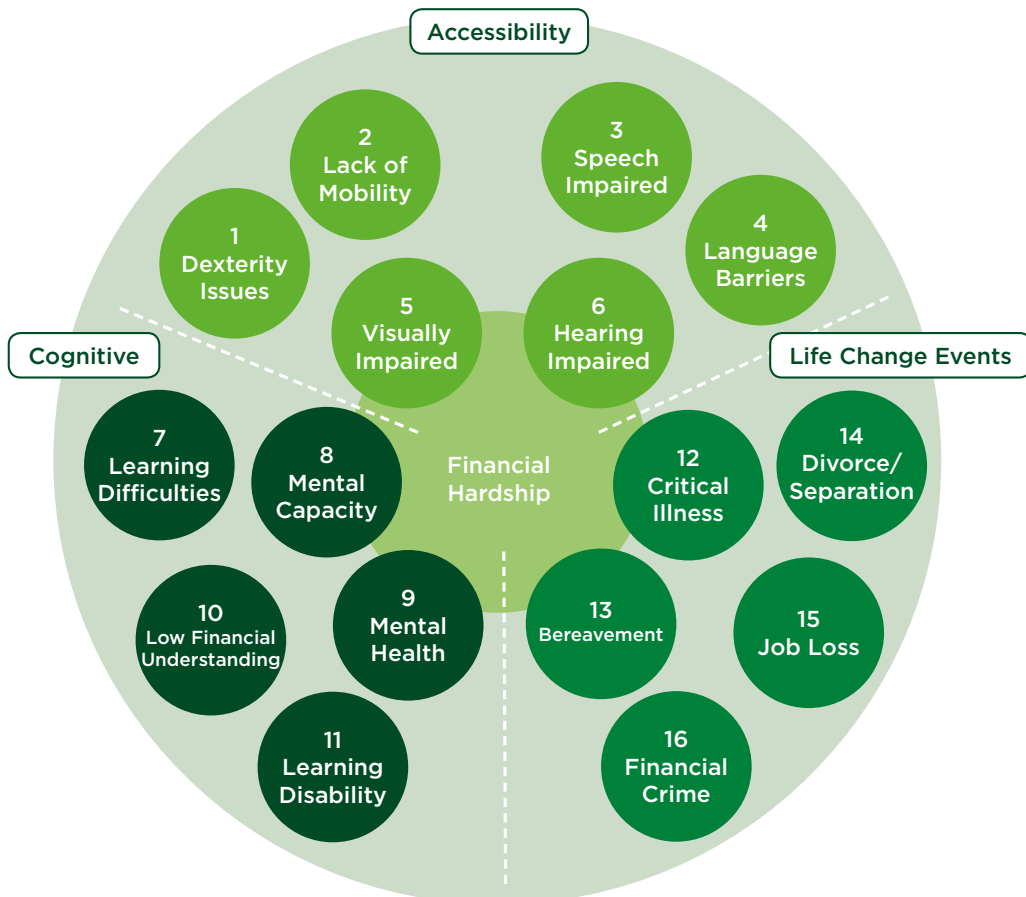 Accessibility
2
Lack of
Mobility
3
Speech
Impaired
1
Dexterity
Issues
4
Language
Barriers
5
Visually
Impaired
6
Hearing
Impaired
Cognitive
Life Change Events
7
Learning
Difficulties
8
Mental
Capacity
Financial
Hardship
12
Critical
Illness
14
Divorce/
Separation
10
Low Financial
Understanding
9
Mental
Health
13
Bereavement
15
Job Loss
11
Learning
Disability
16
Financial
Crime